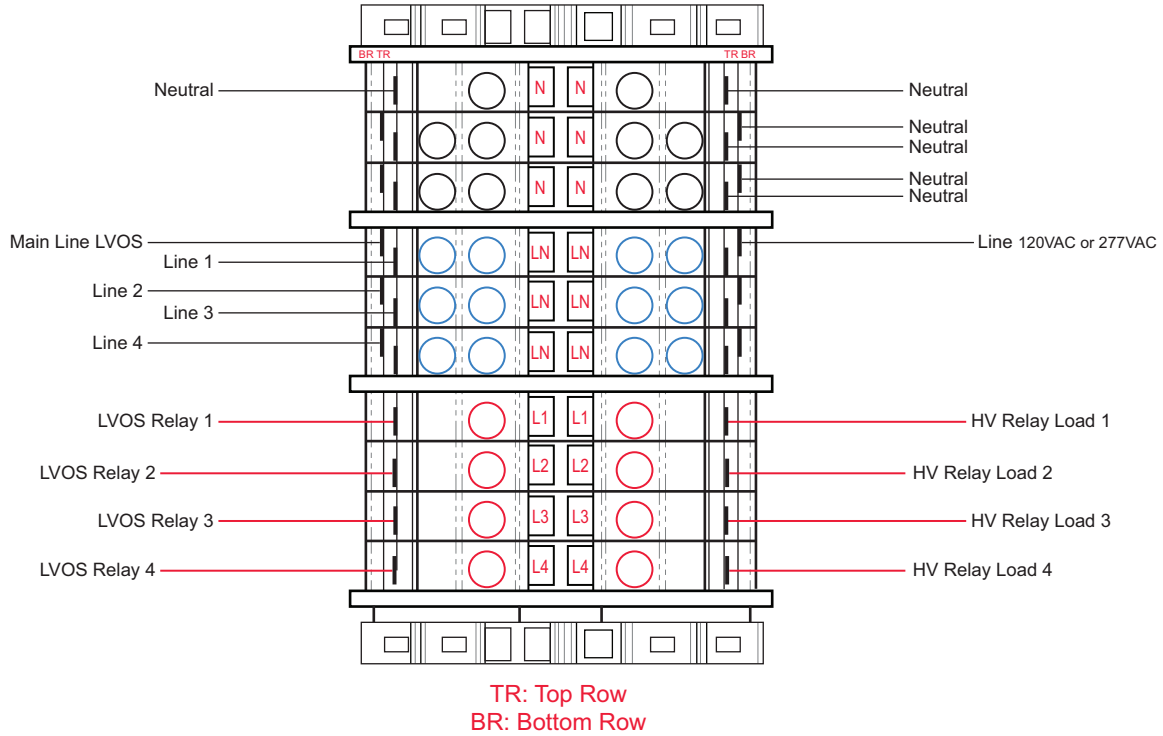 BR TR TR BR
Neutral N N Neutral
Neutral
N N Neutral
Neutral
N N Neutral
Main Line LVOS LN LN Line 120VAC or 277VAC
Line 1
Line 2
LN LN
Line 3
Line 4 LN LN
LVOS Relay 1 L1 L1 HV Relay Load 1
LVOS Relay 2 L2 L2 HV Relay Load 2
LVOS Relay 3 L3 L3 HV Relay Load 3
LVOS Relay 4 L4 L4 HV Relay Load 4
TR: Top Row
BR: Bottom Row